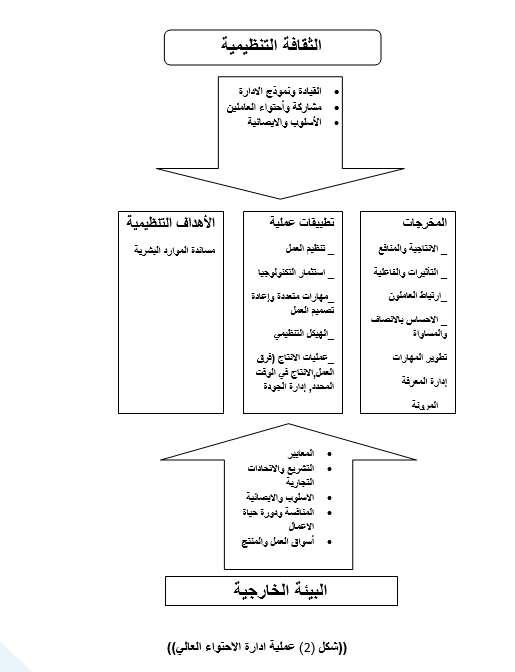 الثقافة التنظيمية
• القيادة ونموذج الادارة
• مشاركة وأحتواء العاملين
• الأسلوب والايصانية
المخرجات
_ الانتاجية والمنافع
_ التأثيرات والفاعلية
_ارتباط العاملون
_ الاحساس بالانصاف
والمساواة
تطوير المهارات
إدارة المعرفة
المرونة
تطبيقات عملية
_ تنظيم العمل
_ استثمار التكنولوجيا
_مهارات متعددة وإعادة
تصميم العمل
_الهيكل التنظيمي
_عمليات الانتاج (فرق
العمل,الانتاج في الوقت
المحدد, إدارة الجودة
الأهداف التنظيمية
مساندة الموارد البشرية
• المعايير
• التشريع والاتحادات
التجارية
• الاسلوب والايصانية
• المنافسة ودورة حياة
الاعمال
• أسواق العمل والمنتج
البيئة الخارجية
((شكل (2) عملية ادارة الاحتواء العالي))